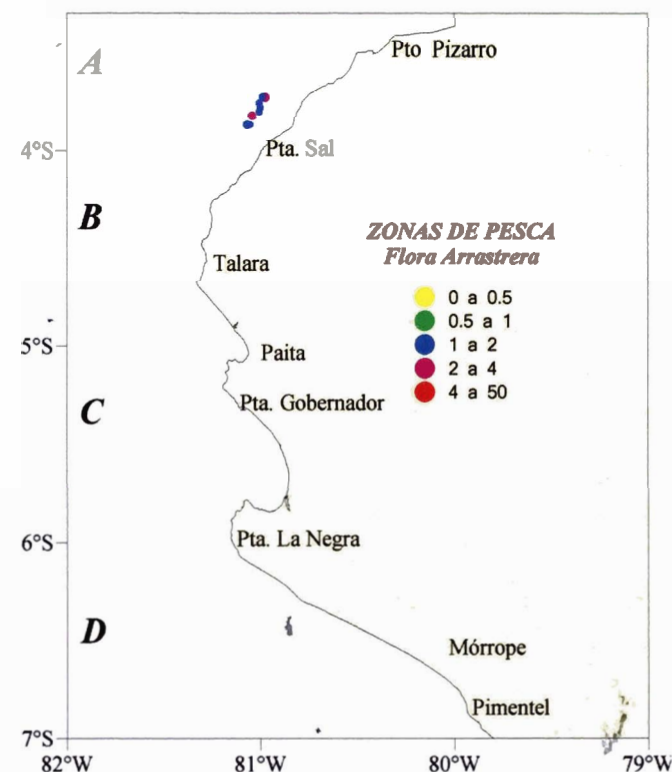 Pto Pizarro
A
4°S
Pta. Sal
B
ZONAS DE PESCA
Flora Arrastrera
Talara
0 a 0.5
0.5 a 1
1 a 2
2 a 4
4 a 50
5°S
Paita
C
Pta. Gobernador
6°S
Pta. La Negra
D
Mórrope
Pimentel
7°S
82°W
81°W
80°W
79°W